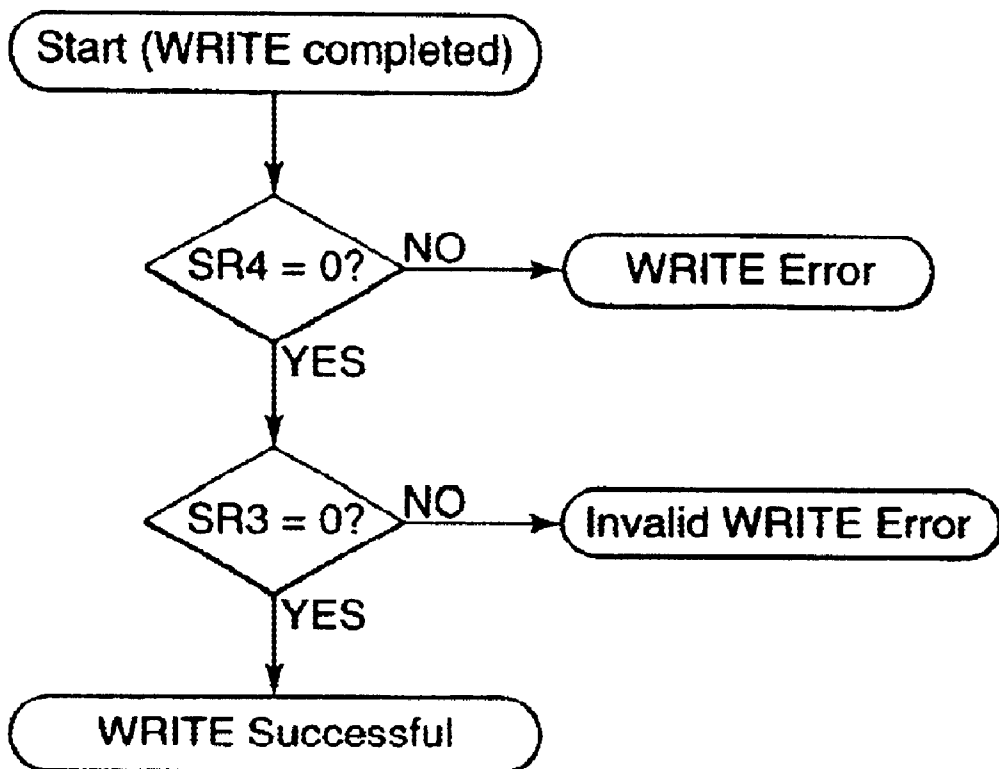 Start (WRITE completed)
SR4 = 0?
NO
WRITE Error
YES
SR3 = 0?
NO
Invalid WRITE Error
YES
WRITE Successful